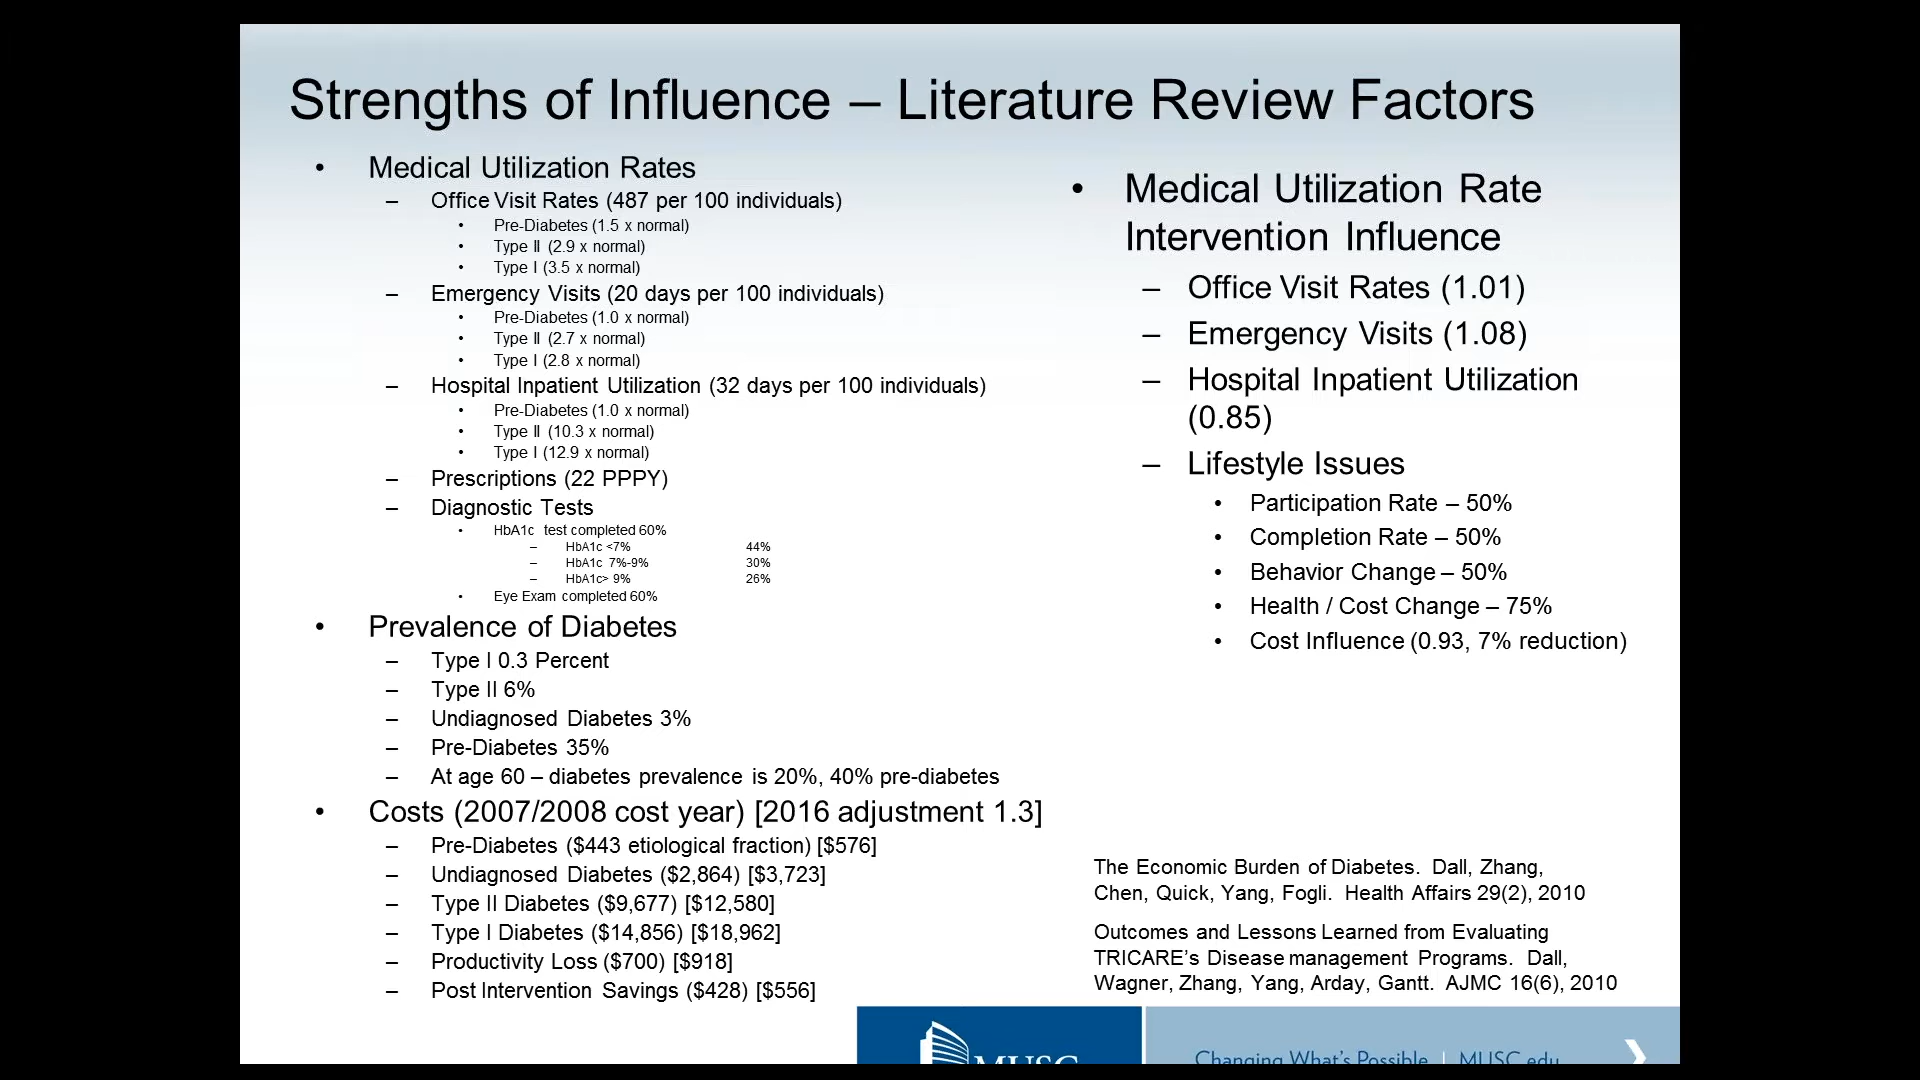 Strengths of Influence – Literature Review Factors
• Medical Utilization Rates
– Office Visit Rates (487 per 100 individuals)
• Pre-Diabetes (1.5 x normal)
• Type II (2.9 x normal)
• Type I (3.5 x normal)
– Emergency Visits (20 days per 100 individuals)
• Pre-Diabetes (1.0 x normal)
• Type II (2.7 x normal)
• Type I (2.8 x normal)
– Hospital Inpatient Utilization (32 days per 100 individuals)
• Pre-Diabetes (1.0 x normal)
• Type II (10.3 x normal)
• Type I (12.9 x normal)
– Prescriptions (22 PPPY)
– Diagnostic Tests
• HbA1c test completed 60%
– HbA1c <7% 44%
– HbA1c 7%-9% 30%
– HbA1c> 9% 26%
• Eye Exam completed 60%
• Prevalence of Diabetes
– Type I 0.3 Percent
– Type II 6%
– Undiagnosed Diabetes 3%
– Pre-Diabetes 35%
– At age 60 – diabetes prevalence is 20%, 40% pre-diabetes
• Costs (2007/2008 cost year) [2016 adjustment 1.3]
– Pre-Diabetes ($443 etiological fraction) [$576]
– Undiagnosed Diabetes ($2,864) [$3,723]
– Type II Diabetes ($9,677) [$12,580]
– Type I Diabetes ($14,856) [$18,962]
– Productivity Loss ($700) [$918]
– Post Intervention Savings ($428) [$556]
• Medical Utilization Rate
Intervention Influence
– Office Visit Rates (1.01)
– Emergency Visits (1.08)
– Hospital Inpatient Utilization
(0.85)
– Lifestyle Issues
• Participation Rate – 50%
• Completion Rate – 50%
• Behavior Change – 50%
• Health / Cost Change – 75%
• Cost Influence (0.93, 7% reduction)
The Economic Burden of Diabetes. Dall, Zhang,
Chen, Quick, Yang, Fogli. Health Affairs 29(2), 2010
Outcomes and Lessons Learned from Evaluating
TRICARE's Disease management Programs. Dall,
Wagner, Zhang, Yang, Arday, Gantt. AJMC 16(6), 2010
MUSC
Changing What's Possible | MUSC.edu